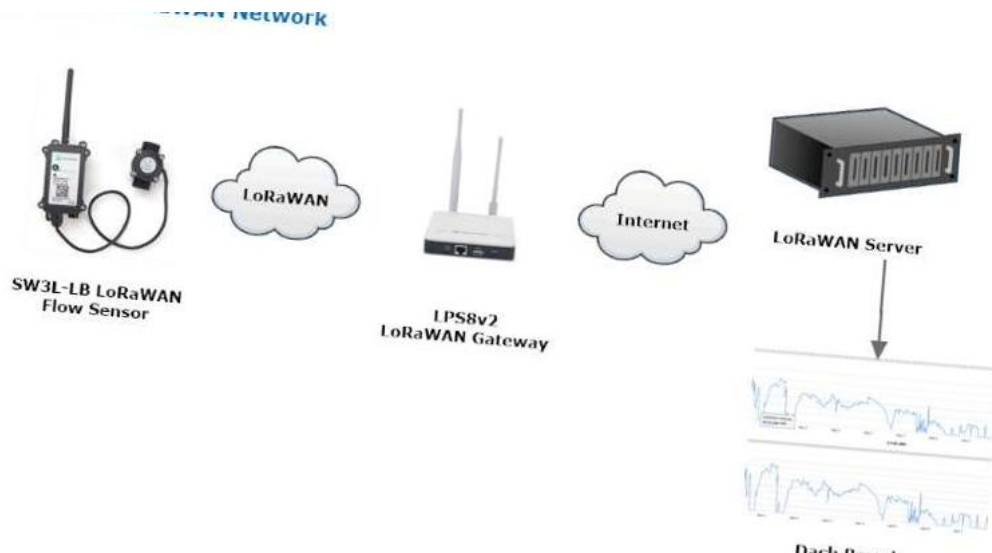 Network
LoRaWAN
Internet
LoRaWAN Server
SW3L-LB LoRaWAN
Flow Sensor
LPS8v2
LoRaWAN Gateway